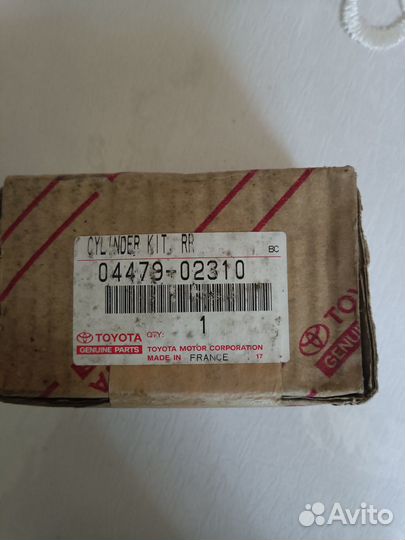 CYLINDER KIT, RR
BC
04479-02310
TOYOTA
GENUINE PARTS
QTY:
1
TOYOTA MOTOR CORPORATION
MADE IN FRANCE 17
TOYOTA
GENUINE
Avito